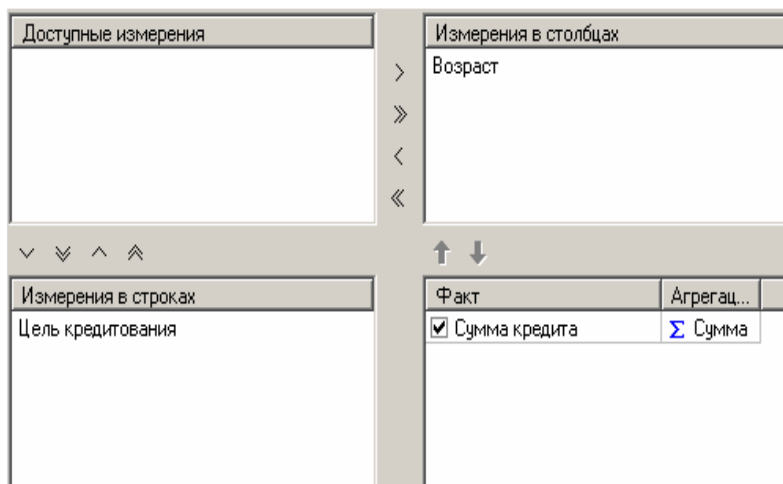 Доступные измерения
Измерения в столбцах
Возраст
Измерения в строках
Цель кредитования
Факт Агрегац...
Сумма кредита Σ Сумма